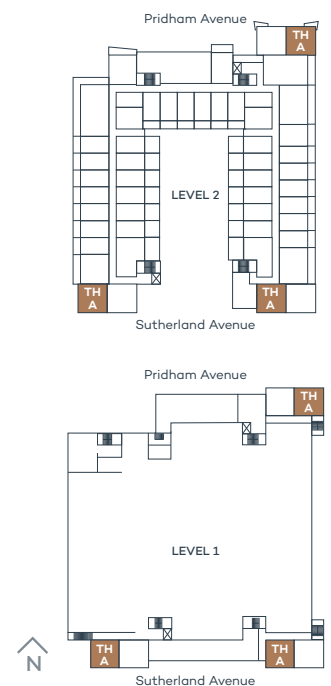 Pridham Avenue
TH
A
LEVEL 2
TH
A
TH
A
Sutherland Avenue
Pridham Avenue
TH
A
LEVEL 1
N
TH
A
TH
A
Sutherland Avenue